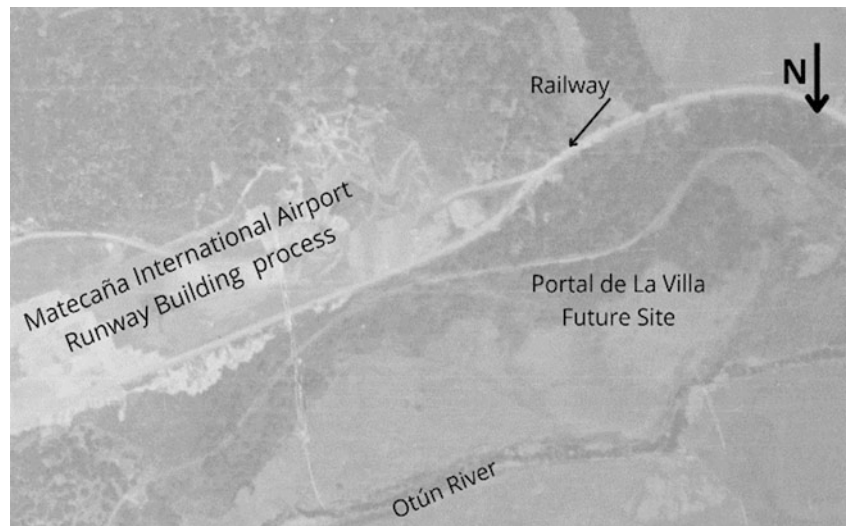 N
Railway
Matecaña International Airport
Runway Building process
Portal de La Villa
Future Site
Otún River